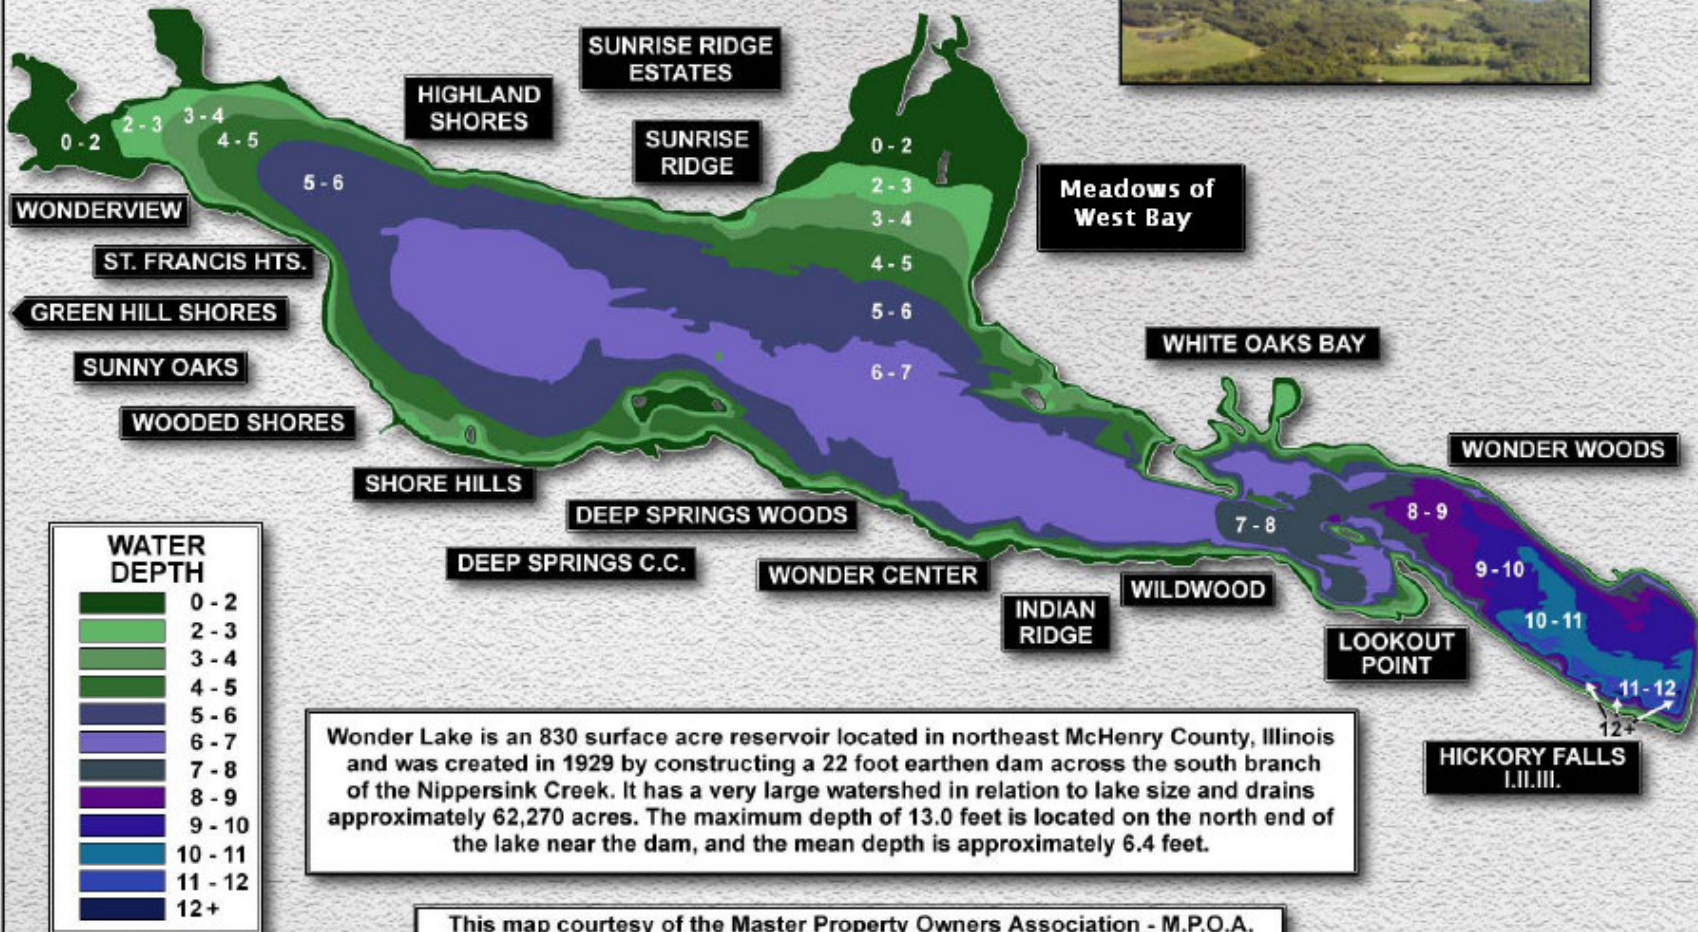 SUNRISE RIDGE
ESTATES
HIGHLAND
SHORES
SUNRISE
RIDGE
0 - 2
2 - 3
3 - 4
4 - 5
5 - 6
0 - 2
2 - 3
3 - 4
4 - 5
5 - 6
6 - 7
Meadows of
West Bay
WONDERVIEW
ST. FRANCIS HTS.
GREEN HILL SHORES
SUNNY OAKS
WOODED SHORES
SHORE HILLS
DEEP SPRINGS WOODS
DEEP SPRINGS C.C.
WONDER CENTER
INDIAN
RIDGE
WILDWOOD
WHITE OAKS BAY
WONDER WOODS
7 - 8
8 - 9
9 - 10
10 - 11
11 - 12
12+
LOOKOUT
POINT
HICKORY FALLS
I.II.III.
WATER
DEPTH
0 - 2
2 - 3
3 - 4
4 - 5
5 - 6
6 - 7
7 - 8
8 - 9
9 - 10
10 - 11
11 - 12
12+
Wonder Lake is an 830 surface acre reservoir located in northeast McHenry County, Illinois
and was created in 1929 by constructing a 22 foot earthen dam across the south branch
of the Nippersink Creek. It has a very large watershed in relation to lake size and drains
approximately 62,270 acres. The maximum depth of 13.0 feet is located on the north end of
the lake near the dam, and the mean depth is approximately 6.4 feet.
This map courtesy of the Master Property Owners Association - M.P.O.A.